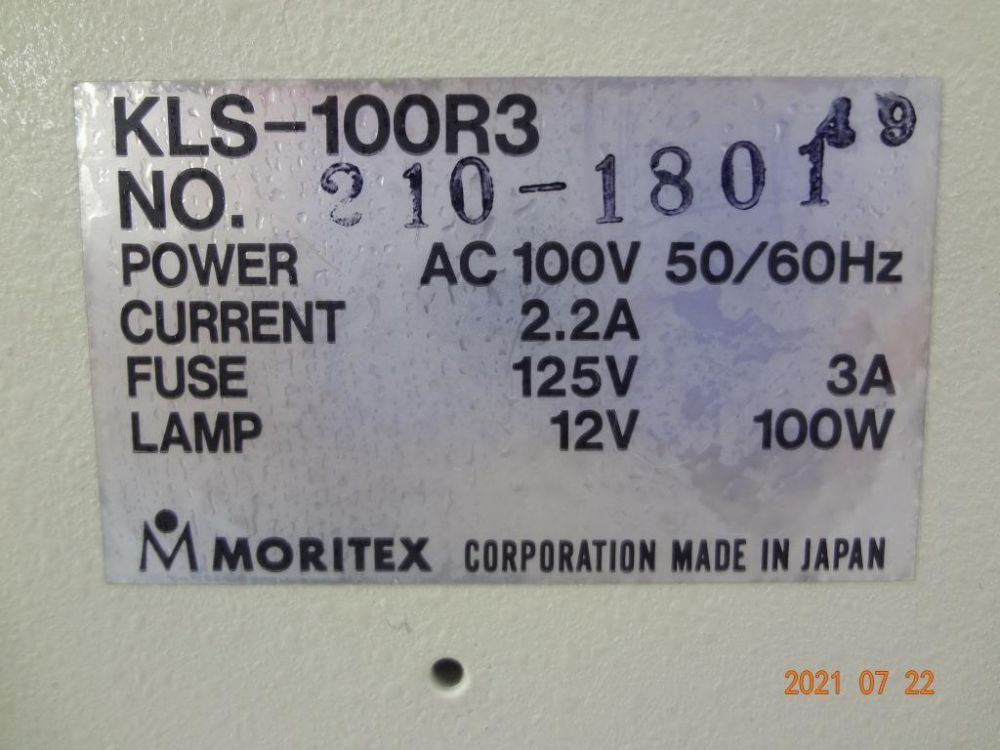 KLS-100R3
NO. 210-180149
POWER AC 100V 50/60Hz
CURRENT 2.2A
FUSE 125V 3A
LAMP 12V 100W
MORITEX CORPORATION MADE IN JAPAN
2021 07 22